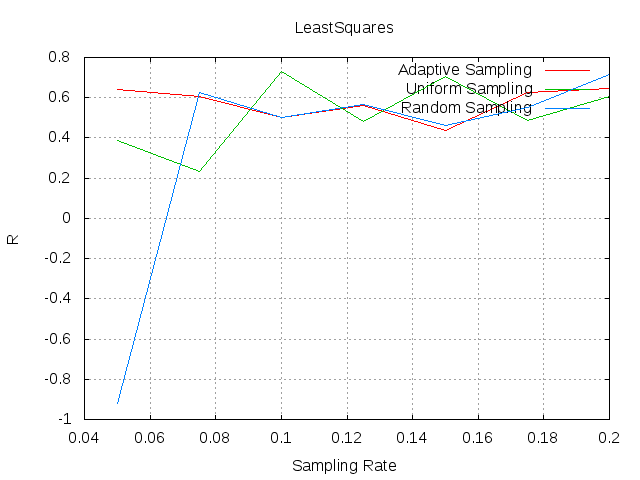 LeastSquares
0.8
0.6
0.4
0.2
0
-0.2
-0.4
-0.6
-0.8
-1
R
Adaptive Sampling
Uniform Sampling
Random Sampling
0.04 0.06 0.08 0.1 0.12 0.14 0.16 0.18 0.2
Sampling Rate